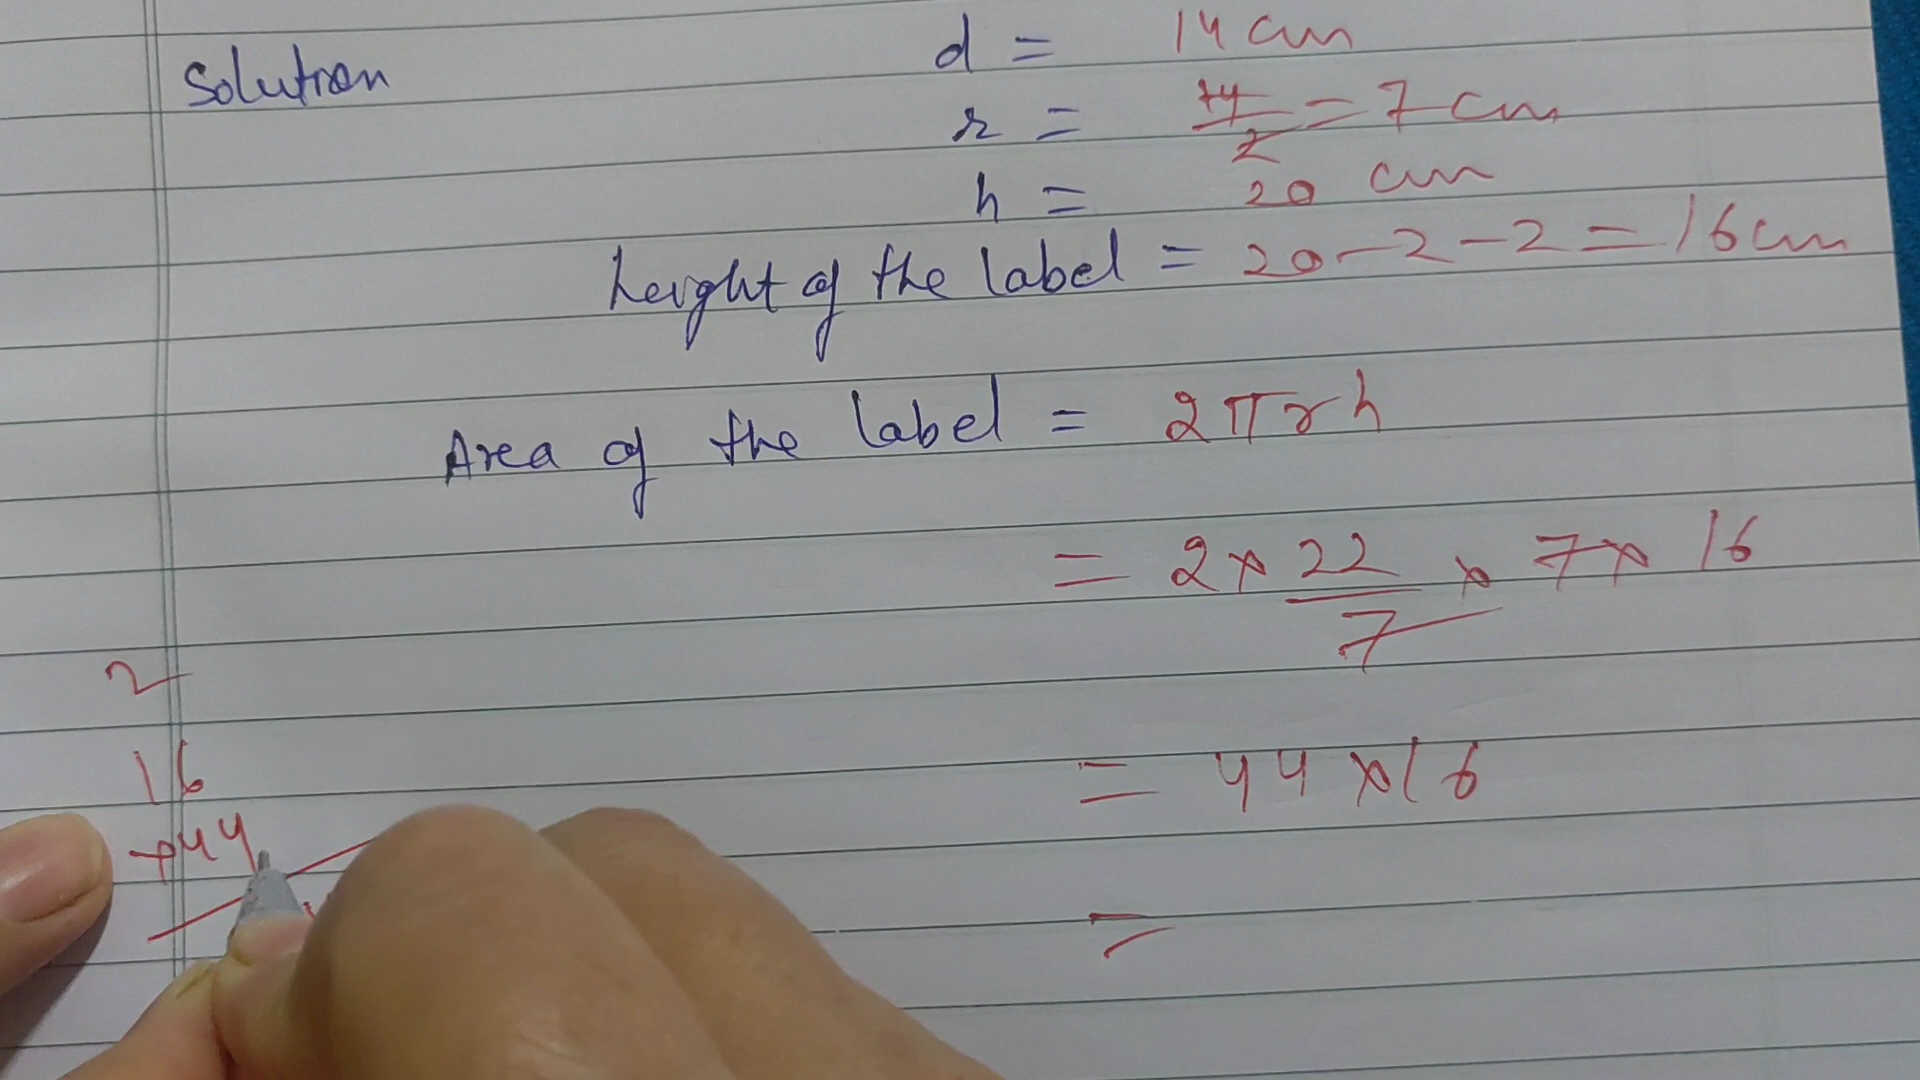 Solution
d = 14 cm
r = 14/2 = 7 cm
h = 20 cm
height of the label = 20 - 2 - 2 = 16 cm
Area of the label = 2πrh
= 2 × 22/7 × 7 × 16
2
= 44 × 16
16
×44
=